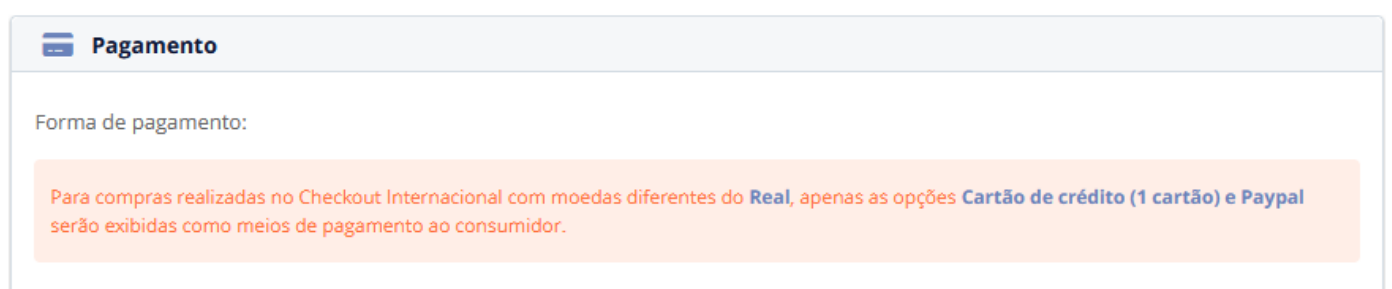 Pagamento
Forma de pagamento:
Para compras realizadas no Checkout Internacional com moedas diferentes do Real, apenas as opções Cartão de crédito (1 cartão) e Paypal
serão exibidas como meios de pagamento ao consumidor.